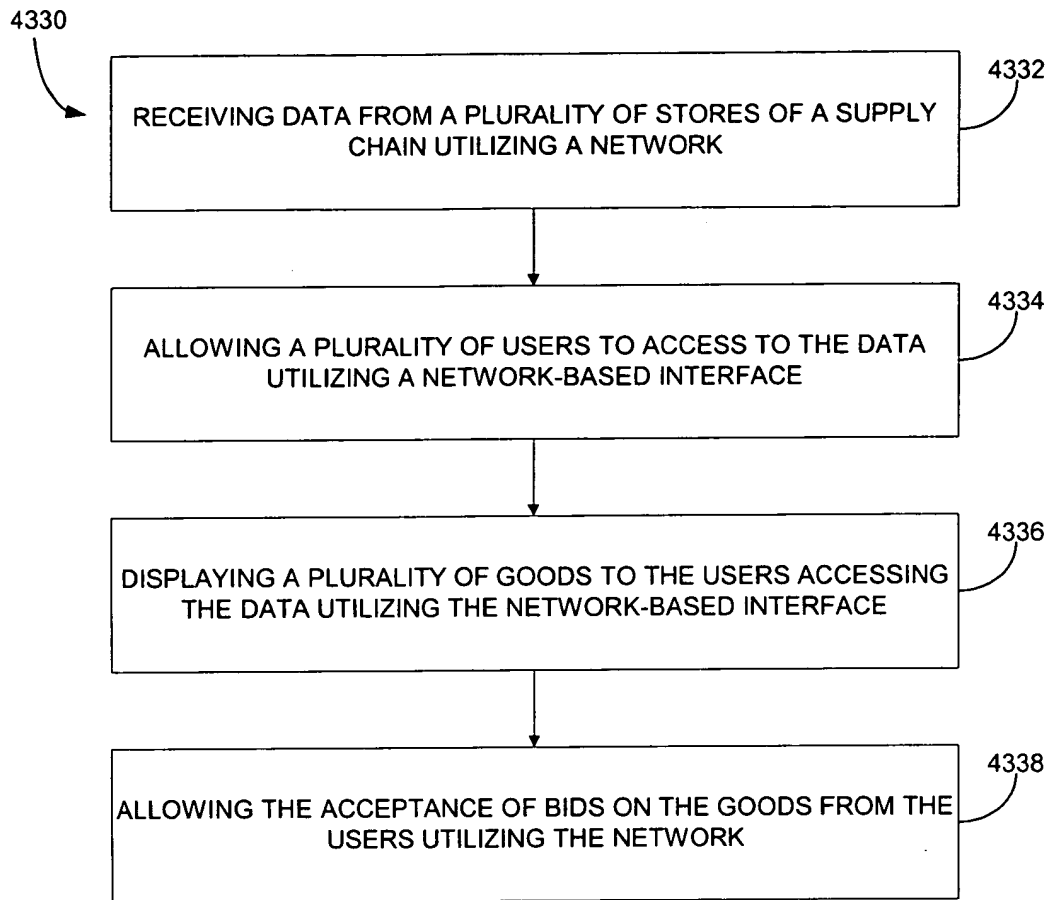 4330
4332
RECEIVING DATA FROM A PLURALITY OF STORES OF A SUPPLY
CHAIN UTILIZING A NETWORK
4334
ALLOWING A PLURALITY OF USERS TO ACCESS TO THE DATA
UTILIZING A NETWORK-BASED INTERFACE
4336
DISPLAYING A PLURALITY OF GOODS TO THE USERS ACCESSING
THE DATA UTILIZING THE NETWORK-BASED INTERFACE
4338
ALLOWING THE ACCEPTANCE OF BIDS ON THE GOODS FROM THE
USERS UTILIZING THE NETWORK